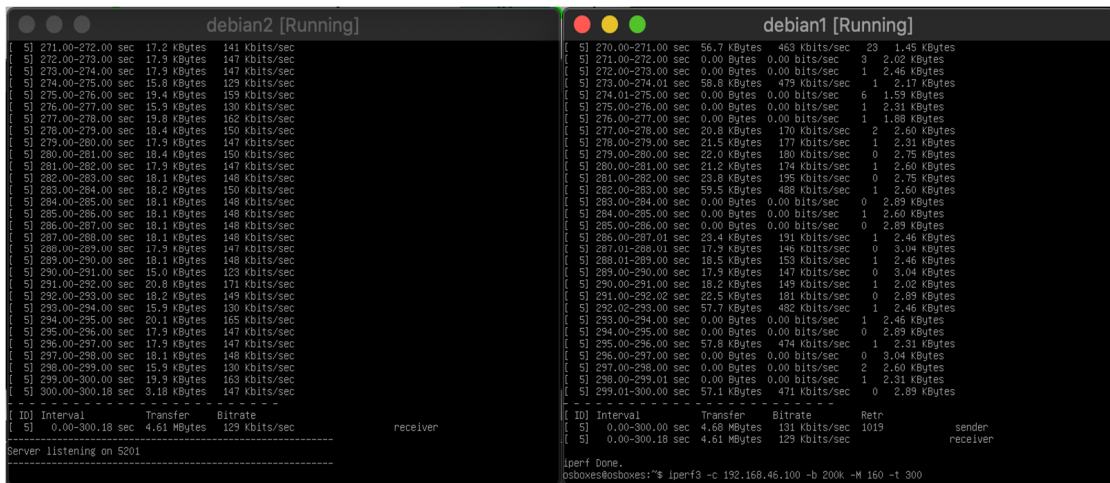 debian2 [Running]
[  5] 271.00-272.00 sec  17.2 KBytes   141 Kbits/sec
[  5] 272.00-273.00 sec  17.9 KBytes   147 Kbits/sec
[  5] 273.00-274.00 sec  17.9 KBytes   147 Kbits/sec
[  5] 274.00-275.00 sec  15.8 KBytes   129 Kbits/sec
[  5] 275.00-276.00 sec  19.4 KBytes   159 Kbits/sec
[  5] 276.00-277.00 sec  15.9 KBytes   130 Kbits/sec
[  5] 277.00-278.00 sec  19.8 KBytes   162 Kbits/sec
[  5] 278.00-279.00 sec  18.4 KBytes   150 Kbits/sec
[  5] 279.00-280.00 sec  17.9 KBytes   147 Kbits/sec
[  5] 280.00-281.00 sec  18.4 KBytes   150 Kbits/sec
[  5] 281.00-282.00 sec  17.9 KBytes   147 Kbits/sec
[  5] 282.00-283.00 sec  18.1 KBytes   148 Kbits/sec
[  5] 283.00-284.00 sec  18.2 KBytes   150 Kbits/sec
[  5] 284.00-285.00 sec  18.1 KBytes   148 Kbits/sec
[  5] 285.00-286.00 sec  18.1 KBytes   148 Kbits/sec
[  5] 286.00-287.00 sec  18.1 KBytes   148 Kbits/sec
[  5] 287.00-288.00 sec  18.1 KBytes   148 Kbits/sec
[  5] 288.00-289.00 sec  17.9 KBytes   147 Kbits/sec
[  5] 289.00-290.00 sec  18.1 KBytes   148 Kbits/sec
[  5] 290.00-291.00 sec  15.0 KBytes   123 Kbits/sec
[  5] 291.00-292.00 sec  20.8 KBytes   171 Kbits/sec
[  5] 292.00-293.00 sec  18.2 KBytes   149 Kbits/sec
[  5] 293.00-294.00 sec  15.9 KBytes   130 Kbits/sec
[  5] 294.00-295.00 sec  20.1 KBytes   165 Kbits/sec
[  5] 295.00-296.00 sec  17.9 KBytes   147 Kbits/sec
[  5] 296.00-297.00 sec  17.9 KBytes   147 Kbits/sec
[  5] 297.00-298.00 sec  18.1 KBytes   148 Kbits/sec
[  5] 298.00-299.00 sec  15.9 KBytes   130 Kbits/sec
[  5] 299.00-300.00 sec  19.9 KBytes   163 Kbits/sec
[  5] 300.00-300.18 sec  3.18 KBytes   147 Kbits/sec
- - - - - - - - - - - - - - - - - - - - - - - - -
[ ID] Interval           Transfer     Bitrate
[  5]   0.00-300.18 sec  4.61 MBytes   129 Kbits/sec                  receiver
-----------------------------------------------------------
Server listening on 5201
-----------------------------------------------------------
debian1 [Running]
[  5] 270.00-271.00 sec  56.7 KBytes   463 Kbits/sec   23   1.45 KBytes
[  5] 271.00-272.00 sec  0.00 Bytes  0.00 bits/sec    3   2.02 KBytes
[  5] 272.00-273.00 sec  0.00 Bytes  0.00 bits/sec    1   2.46 KBytes
[  5] 273.00-274.01 sec  58.8 KBytes   479 Kbits/sec    1   2.17 KBytes
[  5] 274.01-275.00 sec  0.00 Bytes  0.00 bits/sec    6   1.59 KBytes
[  5] 275.00-276.00 sec  0.00 Bytes  0.00 bits/sec    1   2.31 KBytes
[  5] 276.00-277.00 sec  0.00 Bytes  0.00 bits/sec    1   1.88 KBytes
[  5] 277.00-278.00 sec  20.8 KBytes   170 Kbits/sec    2   2.60 KBytes
[  5] 278.00-279.00 sec  21.5 KBytes   177 Kbits/sec    1   2.31 KBytes
[  5] 279.00-280.00 sec  22.0 KBytes   180 Kbits/sec    0   2.75 KBytes
[  5] 280.00-281.00 sec  21.2 KBytes   174 Kbits/sec    1   2.60 KBytes
[  5] 281.00-282.00 sec  23.8 KBytes   195 Kbits/sec    0   2.75 KBytes
[  5] 282.00-283.00 sec  59.5 KBytes   488 Kbits/sec    1   2.60 KBytes
[  5] 283.00-284.00 sec  0.00 Bytes  0.00 bits/sec    0   2.89 KBytes
[  5] 284.00-285.00 sec  0.00 Bytes  0.00 bits/sec    1   2.60 KBytes
[  5] 285.00-286.00 sec  0.00 Bytes  0.00 bits/sec    0   2.89 KBytes
[  5] 286.00-287.01 sec  23.4 KBytes   191 Kbits/sec    1   2.46 KBytes
[  5] 287.01-288.01 sec  17.9 KBytes   146 Kbits/sec    0   3.04 KBytes
[  5] 288.01-289.00 sec  18.5 KBytes   153 Kbits/sec    1   2.46 KBytes
[  5] 289.00-290.00 sec  17.9 KBytes   147 Kbits/sec    0   3.04 KBytes
[  5] 290.00-291.00 sec  18.2 KBytes   149 Kbits/sec    1   2.02 KBytes
[  5] 291.00-292.02 sec  22.5 KBytes   181 Kbits/sec    0   2.89 KBytes
[  5] 292.02-293.00 sec  57.7 KBytes   482 Kbits/sec    1   2.46 KBytes
[  5] 293.00-294.00 sec  0.00 Bytes  0.00 bits/sec    1   2.46 KBytes
[  5] 294.00-295.00 sec  0.00 Bytes  0.00 bits/sec    0   2.89 KBytes
[  5] 295.00-296.00 sec  57.8 KBytes   474 Kbits/sec    1   2.31 KBytes
[  5] 296.00-297.00 sec  0.00 Bytes  0.00 bits/sec    0   3.04 KBytes
[  5] 297.00-298.00 sec  0.00 Bytes  0.00 bits/sec    2   2.60 KBytes
[  5] 298.00-299.01 sec  0.00 Bytes  0.00 bits/sec    1   2.31 KBytes
[  5] 299.01-300.00 sec  57.1 KBytes   471 Kbits/sec    0   2.89 KBytes
- - - - - - - - - - - - - - - - - - - - - - - - -
[ ID] Interval           Transfer     Bitrate         Retr
[  5]   0.00-300.00 sec  4.68 MBytes   131 Kbits/sec  1019             sender
[  5]   0.00-300.18 sec  4.61 MBytes   129 Kbits/sec                  receiver
iperf Done.
osboxes@osboxes:~$ iperf3 -c 192.168.46.100 -b 200k -M 160 -t 300